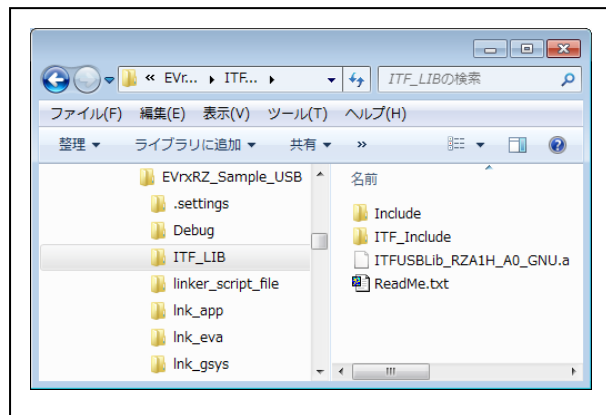 « EVr... ▸ ITF... ▸
ITF_LIBの検索
ファイル(F) 編集(E) 表示(V) ツール(T) ヘルプ(H)
整理 ▼ ライブラリに追加 ▼ 共有 ▼ »
EVrxRZ_Sample_USB
.settings
Debug
ITF_LIB
linker_script_file
lnk_app
lnk_eva
lnk_gsys
名前
Include
ITF_Include
ITFUSBLib_RZA1H_A0_GNU.a
ReadMe.txt